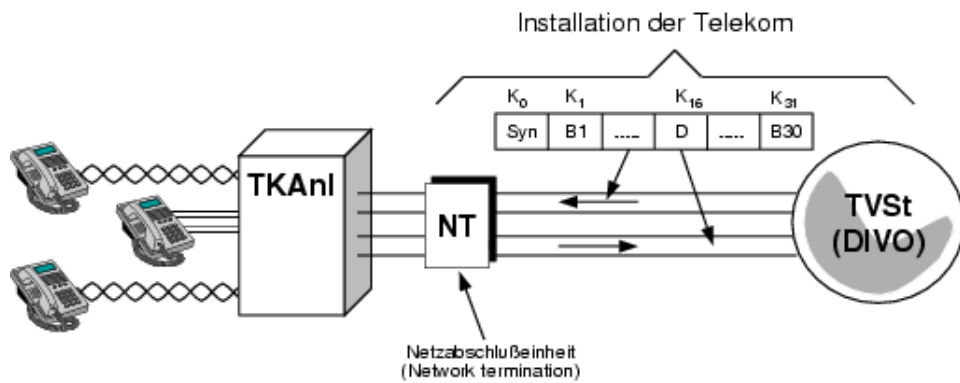 Installation der Telekom
K0 K1 K16 K31
Syn B1 ..... D ..... B30
TKAnl
NT
TVSt
(DIVO)
Netzabschlußeinheit
(Network termination)